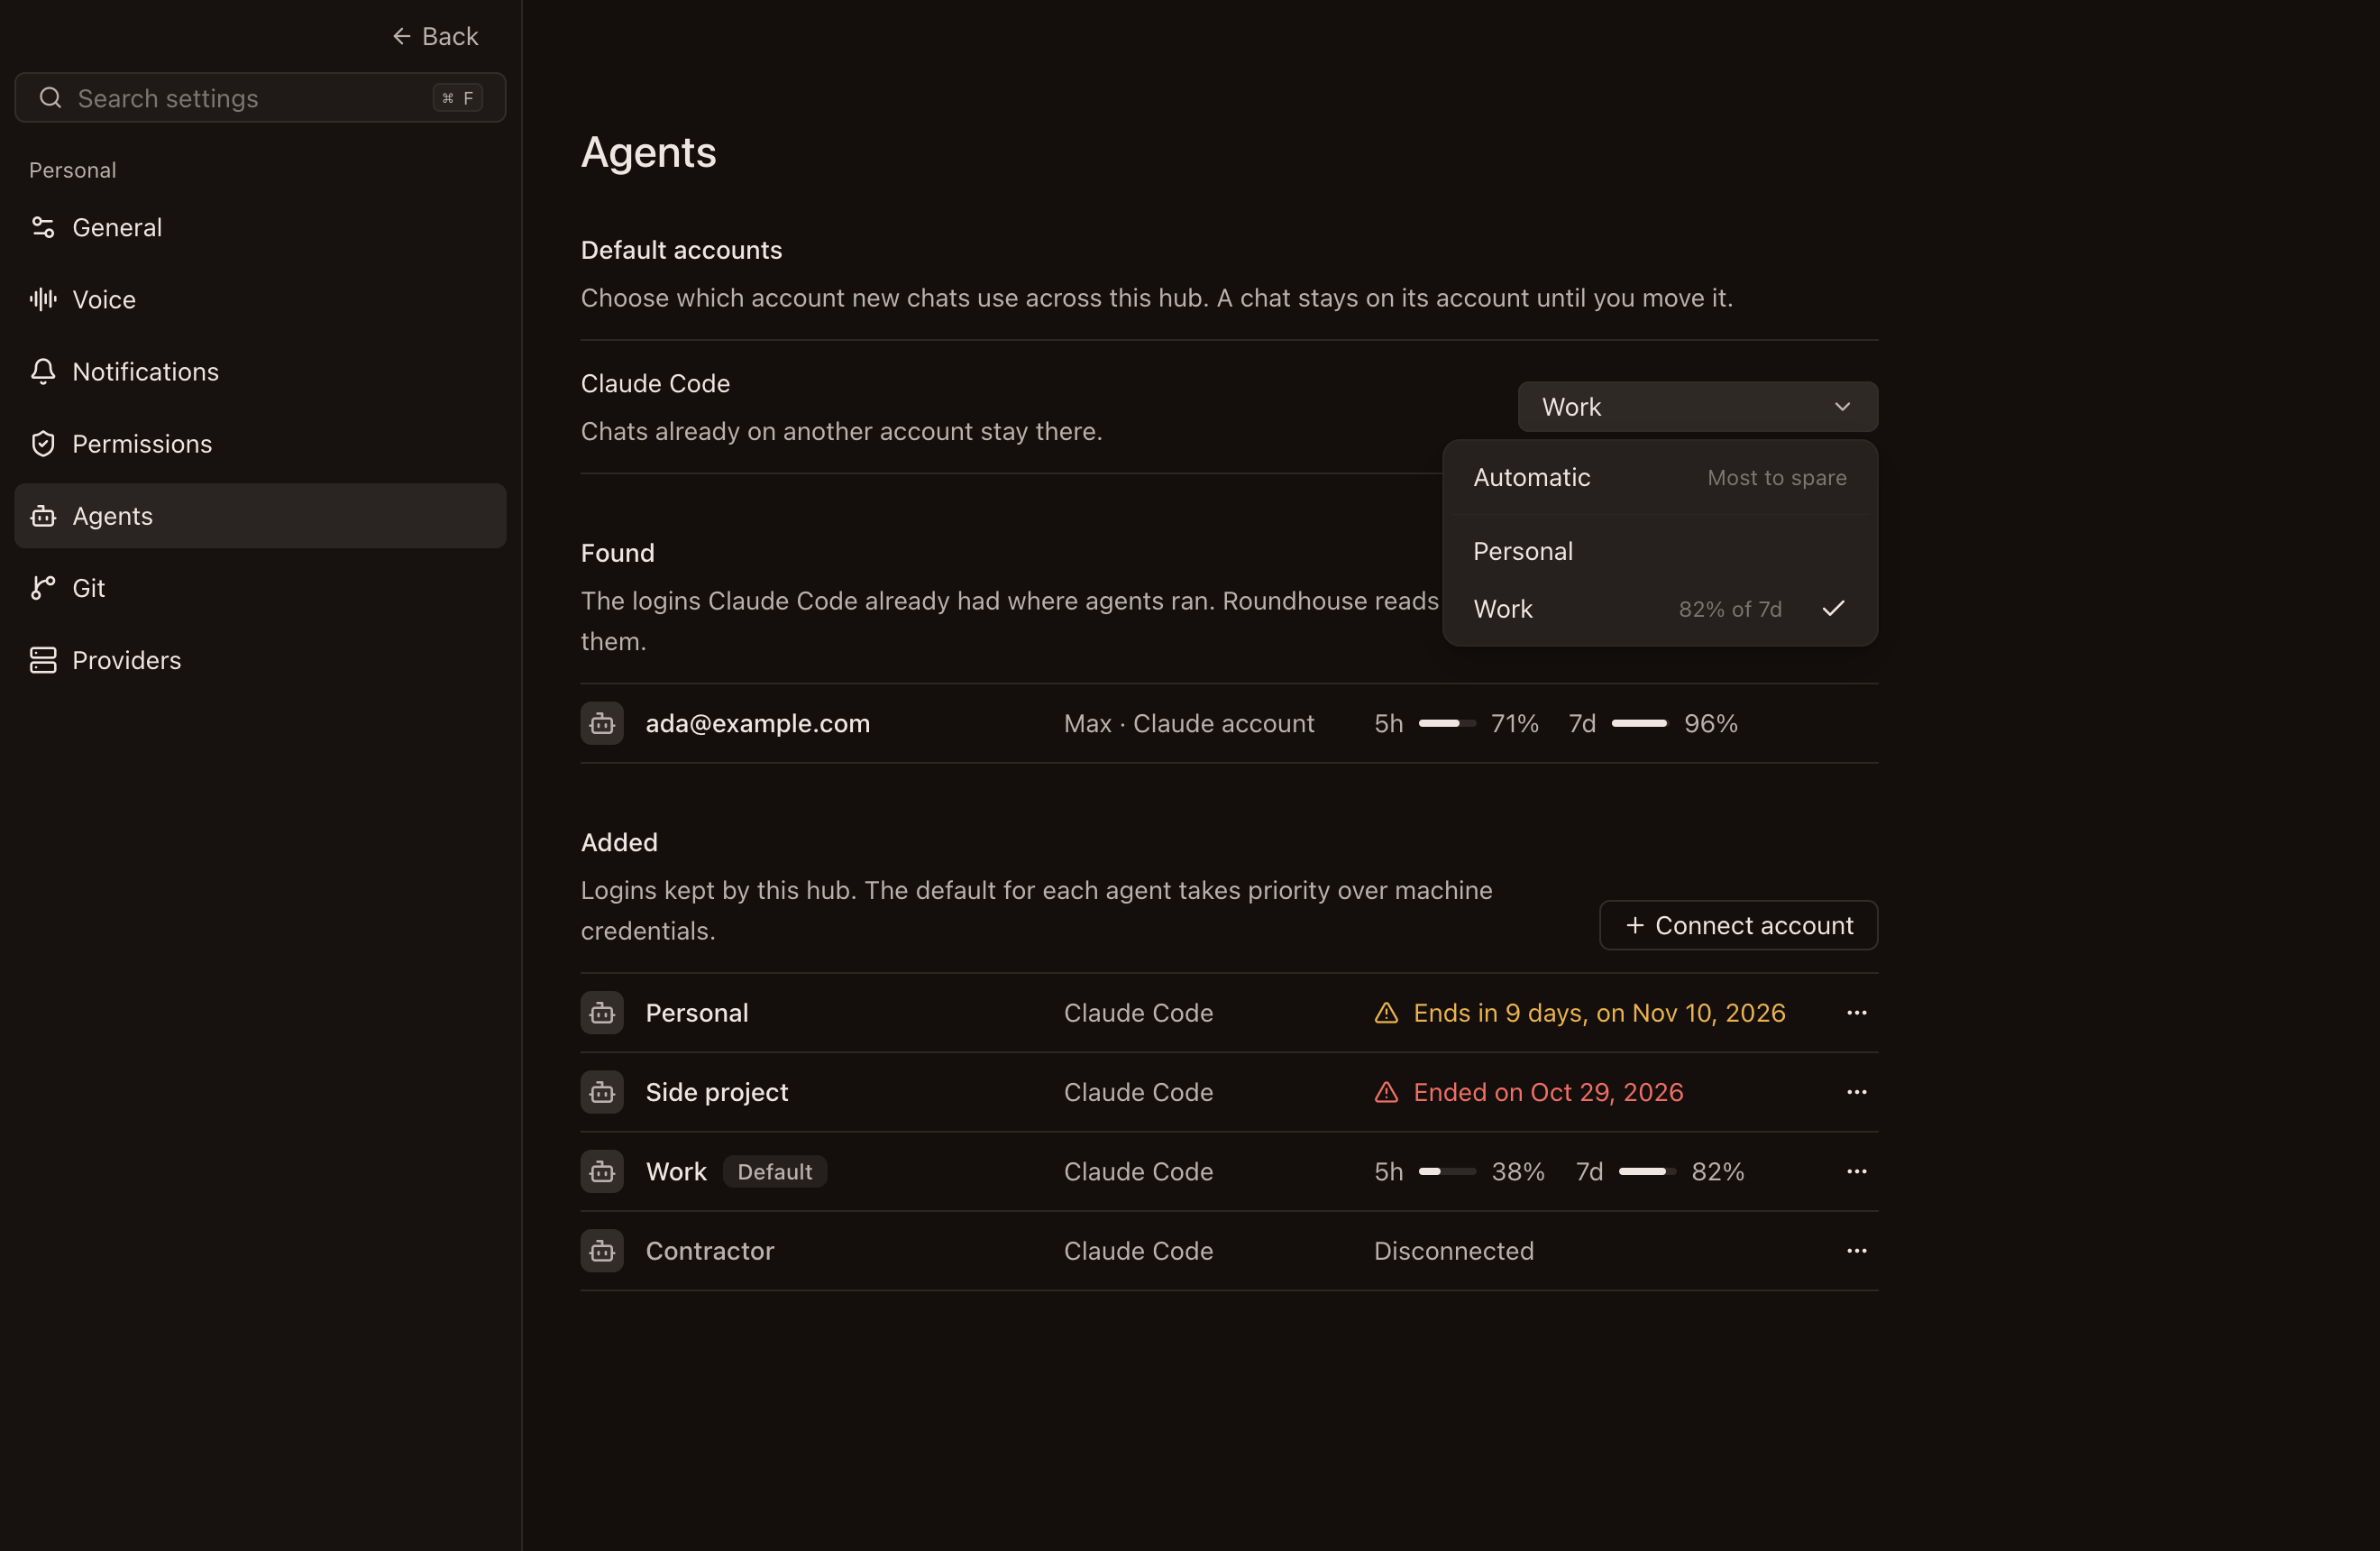 Back
Search settings
⌘ F
Personal
General
Voice
Notifications
Permissions
Agents
Git
Providers
Agents
Default accounts
Choose which account new chats use across this hub. A chat stays on its account until you move it.
Claude Code
Chats already on another account stay there.
Work
Automatic Most to spare
Personal
Work 82% of 7d
Found
The logins Claude Code already had where agents ran. Roundhouse reads
them.
ada@example.com Max · Claude account 5h 71% 7d 96%
Added
Logins kept by this hub. The default for each agent takes priority over machine
credentials.
+ Connect account
Personal Claude Code Ends in 9 days, on Nov 10, 2026
Side project Claude Code Ended on Oct 29, 2026
Work Default Claude Code 5h 38% 7d 82%
Contractor Claude Code Disconnected